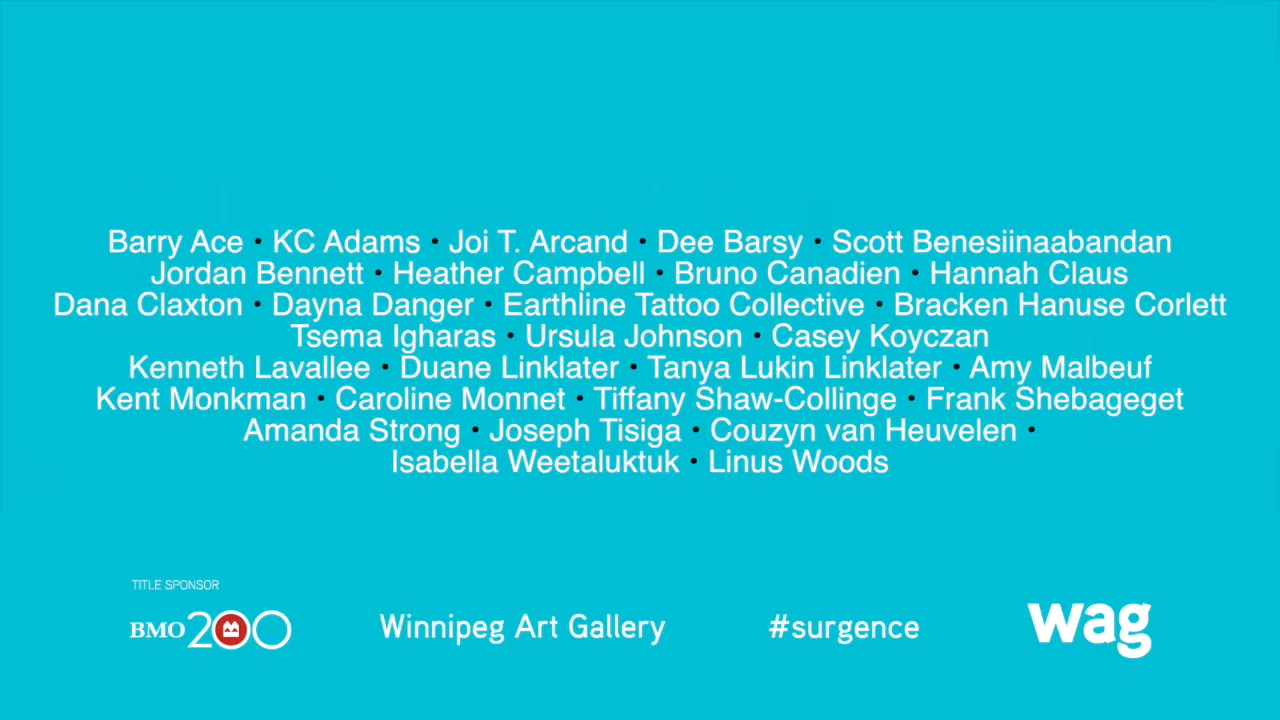 Barry Ace • KC Adams • Joi T. Arcand • Dee Barsy • Scott Benesiinaabandan
Jordan Bennett • Heather Campbell • Bruno Canadien • Hannah Claus
Dana Claxton • Dayna Danger • Earthline Tattoo Collective • Bracken Hanuse Corlett
Tsema Igharas • Ursula Johnson • Casey Koyczan
Kenneth Lavallee • Duane Linklater • Tanya Lukin Linklater • Amy Malbeuf
Kent Monkman • Caroline Monnet • Tiffany Shaw-Collinge • Frank Shebageget
Amanda Strong • Joseph Tisiga • Couzyn van Heuvelen •
Isabella Weetaluktuk • Linus Woods
TITLE SPONSOR
BMO 200 Winnipeg Art Gallery #surgence wag